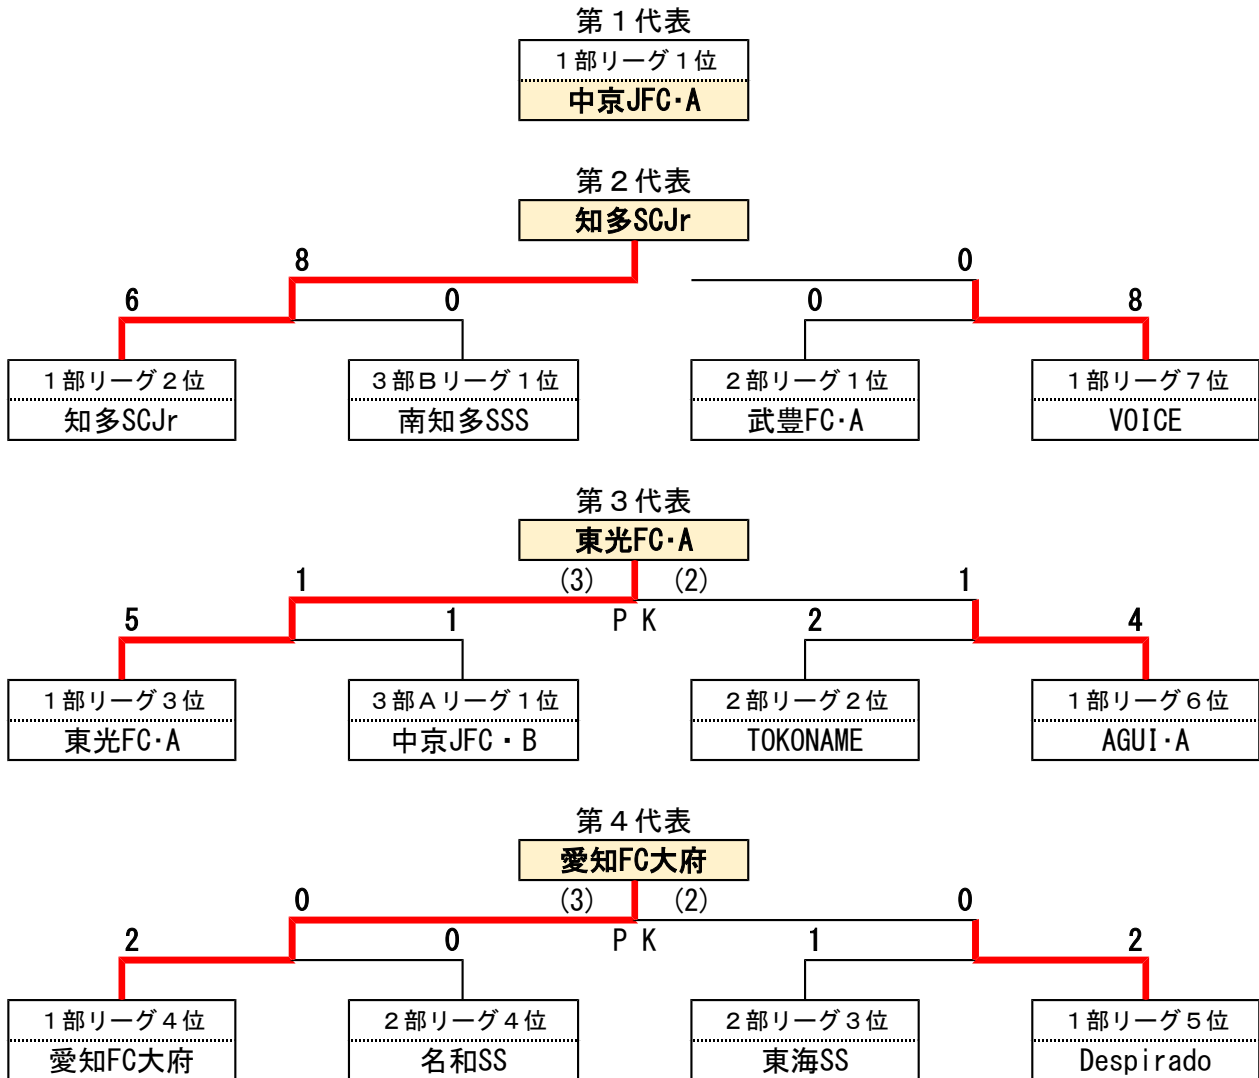 第１代表
１部リーグ１位
中京JFC･A
第２代表
知多SCJr
8 0
6 0 0 8
１部リーグ２位 ３部Ｂリーグ１位 ２部リーグ１位 １部リーグ７位
知多SCJr 南知多SSS 武豊FC･A VOICE
第３代表
東光FC･A
1 (3) (2) 1
5 1 ＰＫ 2 4
１部リーグ３位 ３部Ａリーグ１位 ２部リーグ２位 １部リーグ６位
東光FC･A 中京JFC・B TOKONAME AGUI･A
第４代表
愛知FC大府
0 (3) (2) 0
2 0 ＰＫ 1 2
１部リーグ４位 ２部リーグ４位 ２部リーグ３位 １部リーグ５位
愛知FC大府 名和SS 東海SS Despirado